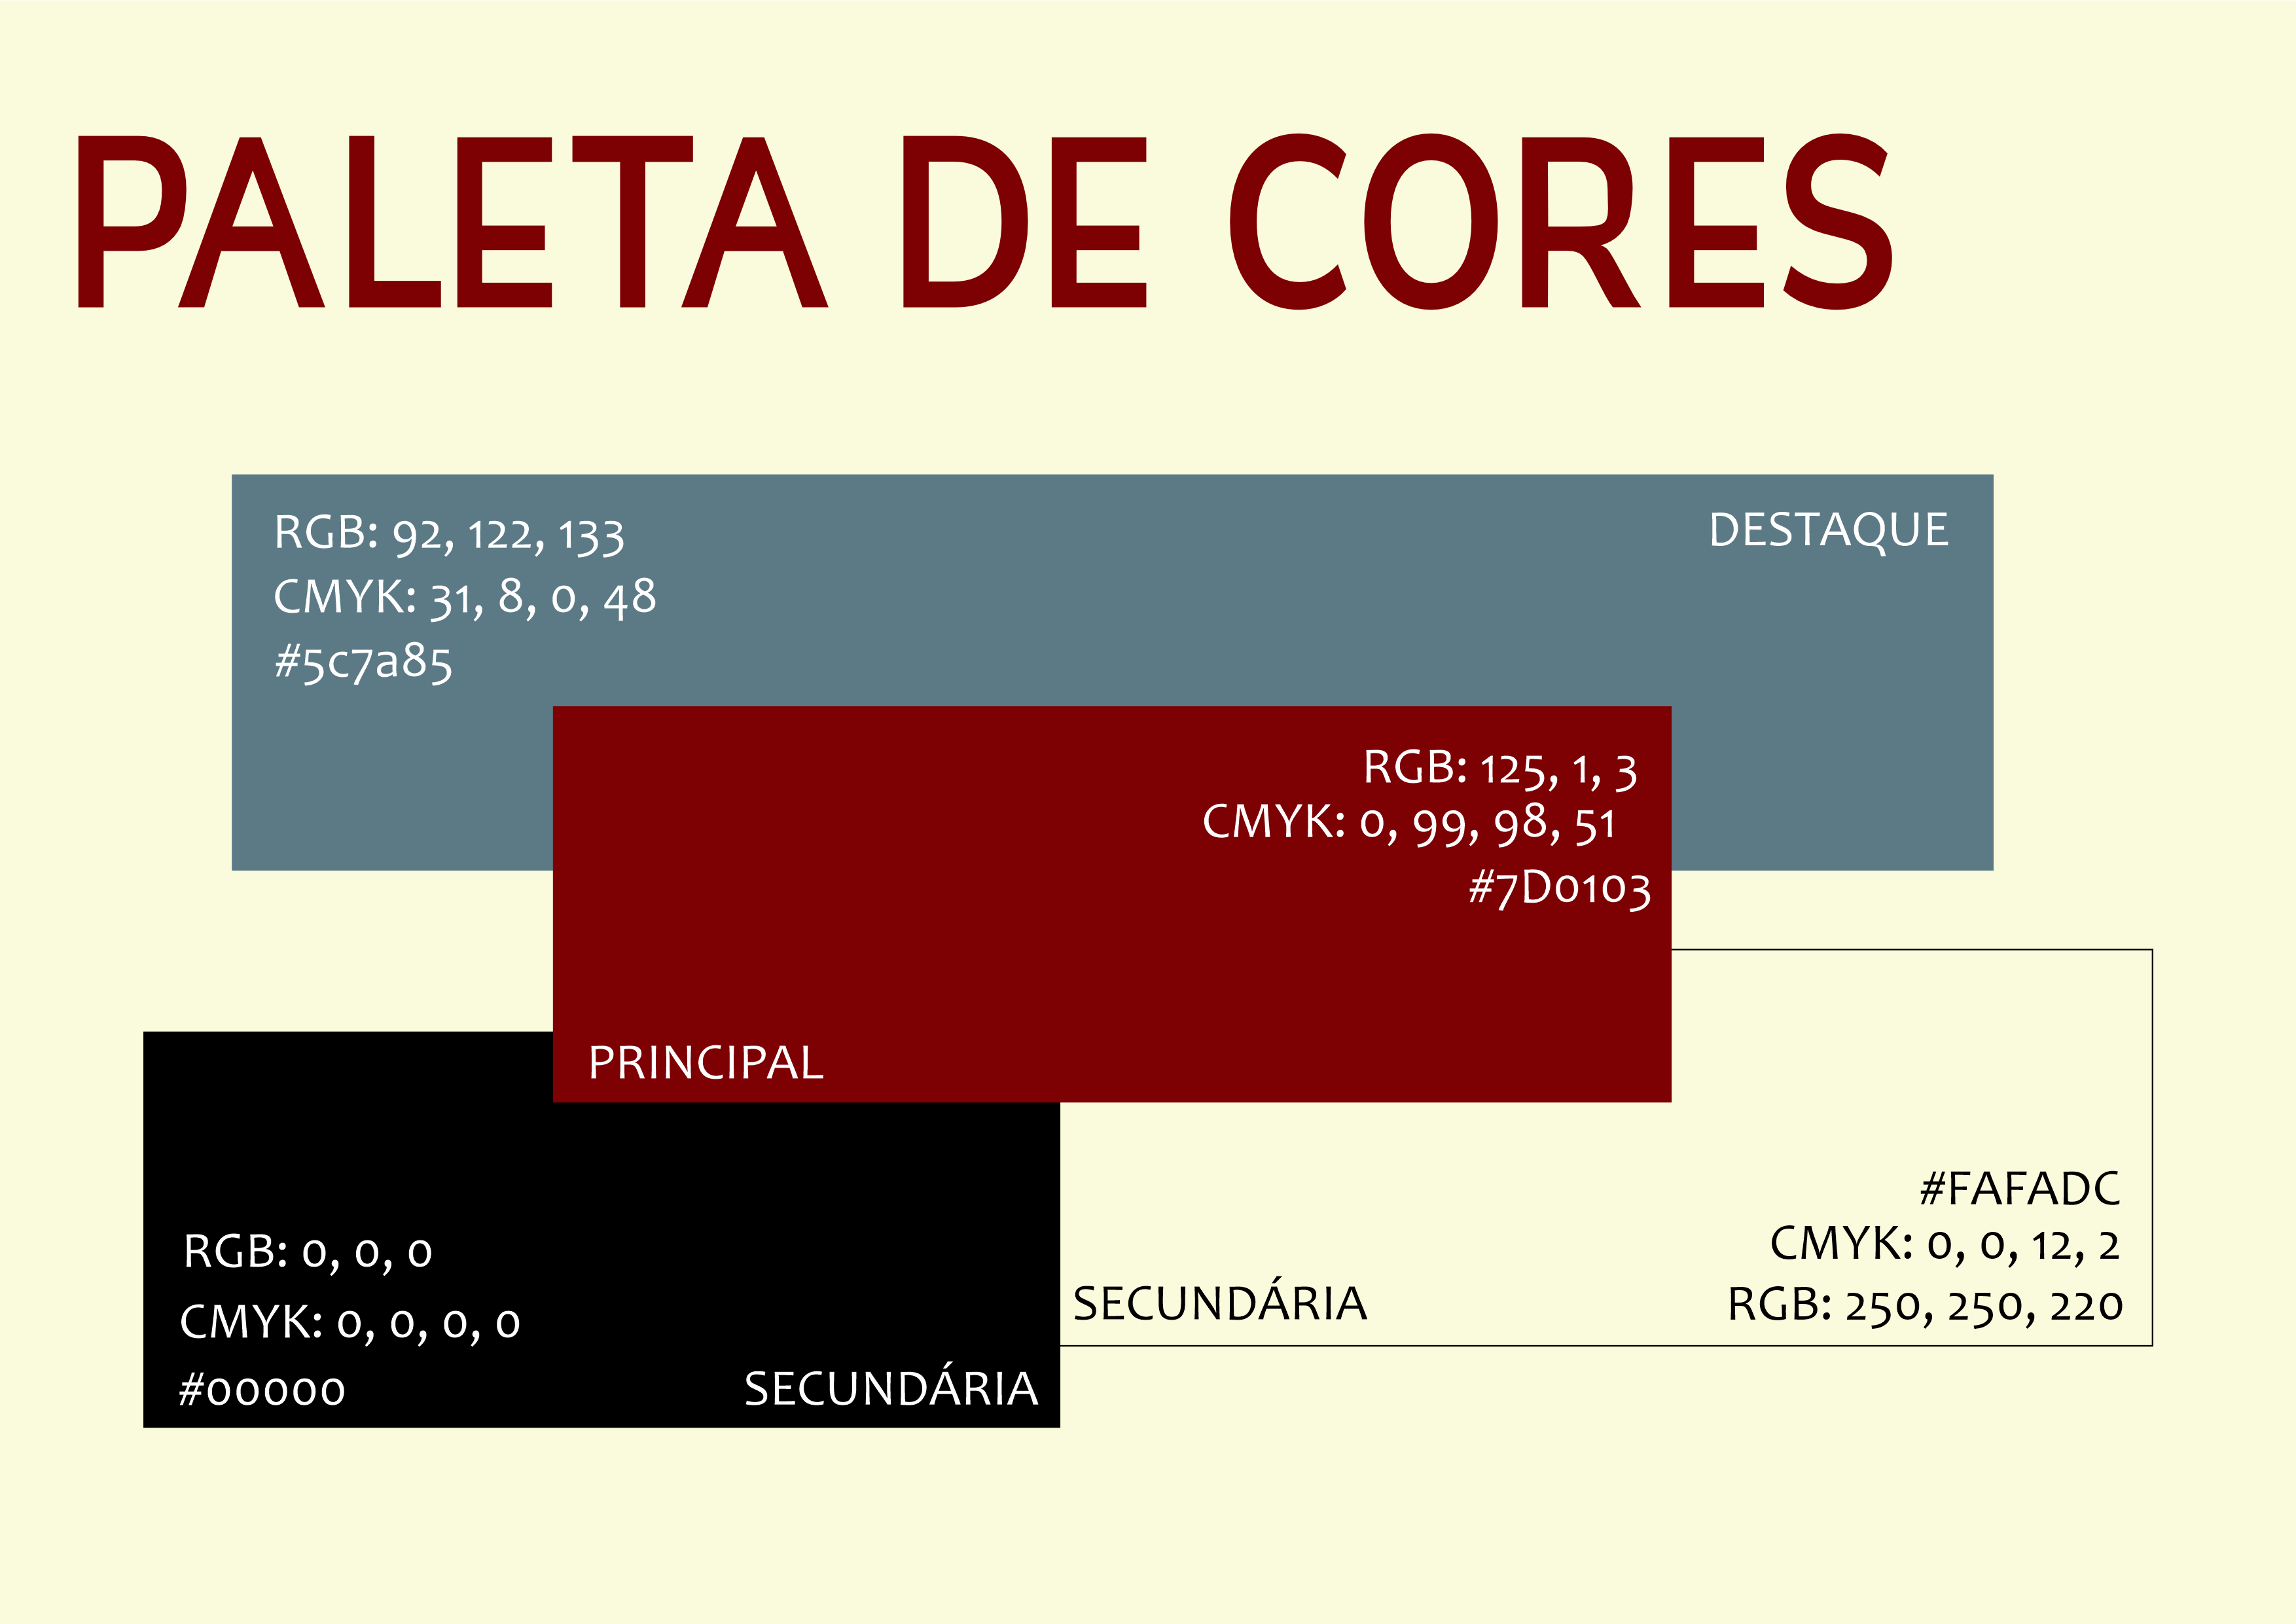 PALETA DE CORES
RGB: 92, 122, 133
CMYK: 31, 8, 0, 48
#5c7a85
DESTAQUE
RGB: 125, 1, 3
CMYK: 0, 99, 98, 51
#7D0103
PRINCIPAL
RGB: 0, 0, 0
CMYK: 0, 0, 0, 0
#00000
SECUNDÁRIA
SECUNDÁRIA
#FAFADC
CMYK: 0, 0, 12, 2
RGB: 250, 250, 220